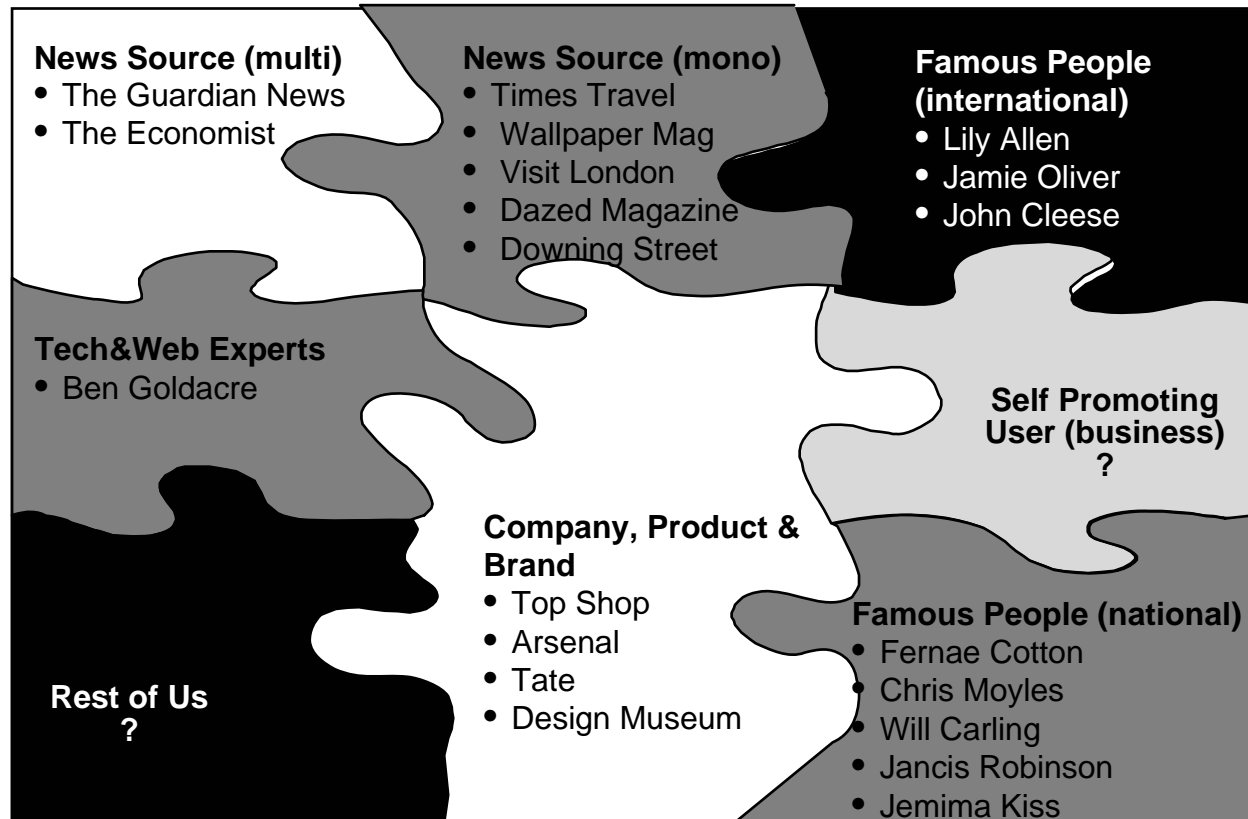 News Source (multi)
• The Guardian News
• The Economist
News Source (mono)
• Times Travel
• Wallpaper Mag
• Visit London
• Dazed Magazine
• Downing Street
Famous People
(international)
• Lily Allen
• Jamie Oliver
• John Cleese
Tech&Web Experts
• Ben Goldacre
Self Promoting
User (business)
?
Company, Product &
Brand
• Top Shop
• Arsenal
• Tate
• Design Museum
Rest of Us
?
Famous People (national)
• Fernae Cotton
• Chris Moyles
• Will Carling
• Jancis Robinson
• Jemima Kiss